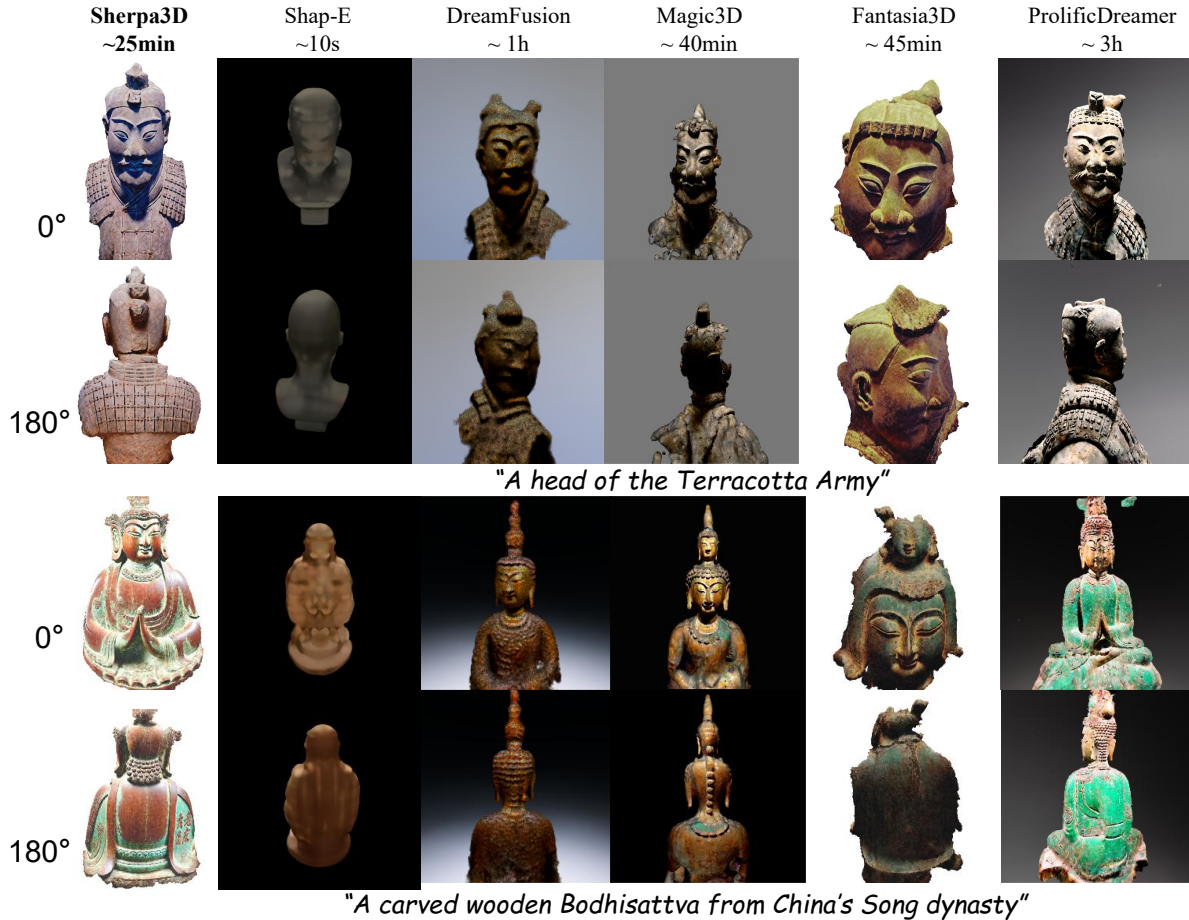 Sherpa3D Shap-E DreamFusion Magic3D Fantasia3D ProlificDreamer
~25min ~10s ~ 1h ~ 40min ~ 45min ~ 3h
0°
180°
“A head of the Terracotta Army”
0°
180°
“A carved wooden Bodhisattva from China’s Song dynasty”